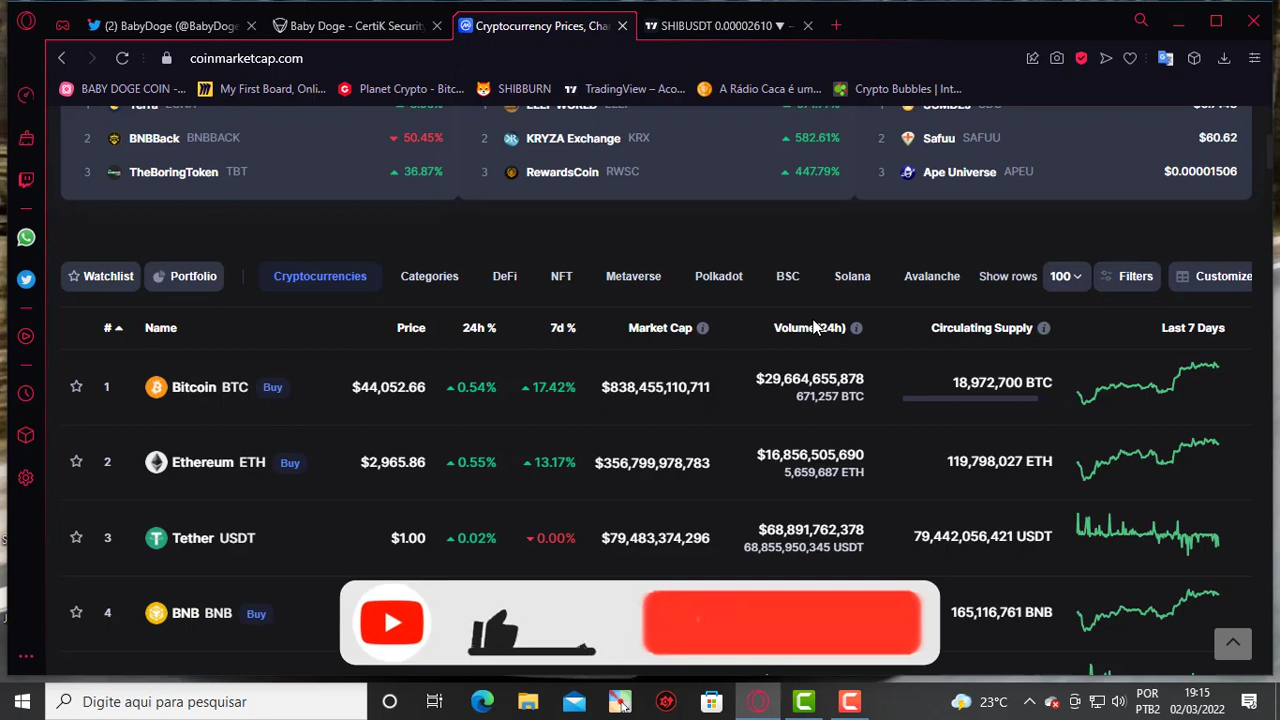 (2) BabyDoge (@BabyDoge
Baby Doge - CertiK Security
Cryptocurrency Prices, Cha
SHIBUSDT 0.00002610 ▼ –
coinmarketcap.com
BABY DOGE COIN -...
My First Board, Onli...
Planet Crypto - Bitc...
SHIBBURN
TradingView – Aco...
A Rádio Caca é um...
Crypto Bubbles | Int...
2 BNBBack BNBBACK 50.45%
2 KRYZA Exchange KRX 582.61%
2 Safuu SAFUU $60.62
3 TheBoringToken TBT 36.87%
3 RewardsCoin RWSC 447.79%
3 Ape Universe APEU $0.00001506
Watchlist Portfolio Cryptocurrencies Categories DeFi NFT Metaverse Polkadot BSC Solana Avalanche Show rows 100 Filters Customize
# Name Price 24h % 7d % Market Cap Volume(24h) Circulating Supply Last 7 Days
1 Bitcoin BTC Buy $44,052.66 0.54% 17.42% $838,455,110,711 $29,664,655,878 18,972,700 BTC
671,257 BTC
2 Ethereum ETH Buy $2,965.86 0.55% 13.17% $356,799,978,783 $16,856,505,690 119,798,027 ETH
5,659,687 ETH
3 Tether USDT $1.00 0.02% 0.00% $79,483,374,296 $68,891,762,378 79,442,056,421 USDT
68,855,950,345 USDT
4 BNB BNB Buy 165,116,761 BNB
Digite aqui para pesquisar
23°C
POR
PTB2
19:15
02/03/2022